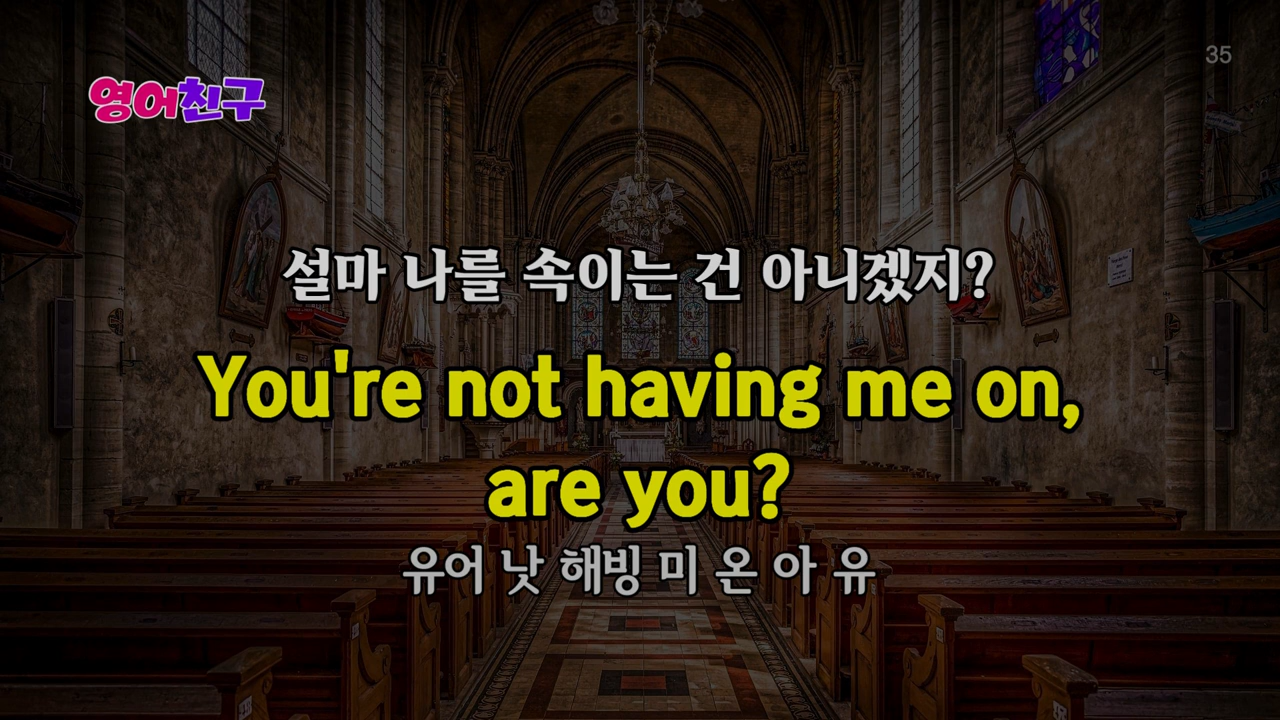 35
영어친구
설마 나를 속이는 건 아니겠지?
You're not having me on,
are you?
유어 낫 해빙 미 온 아 유